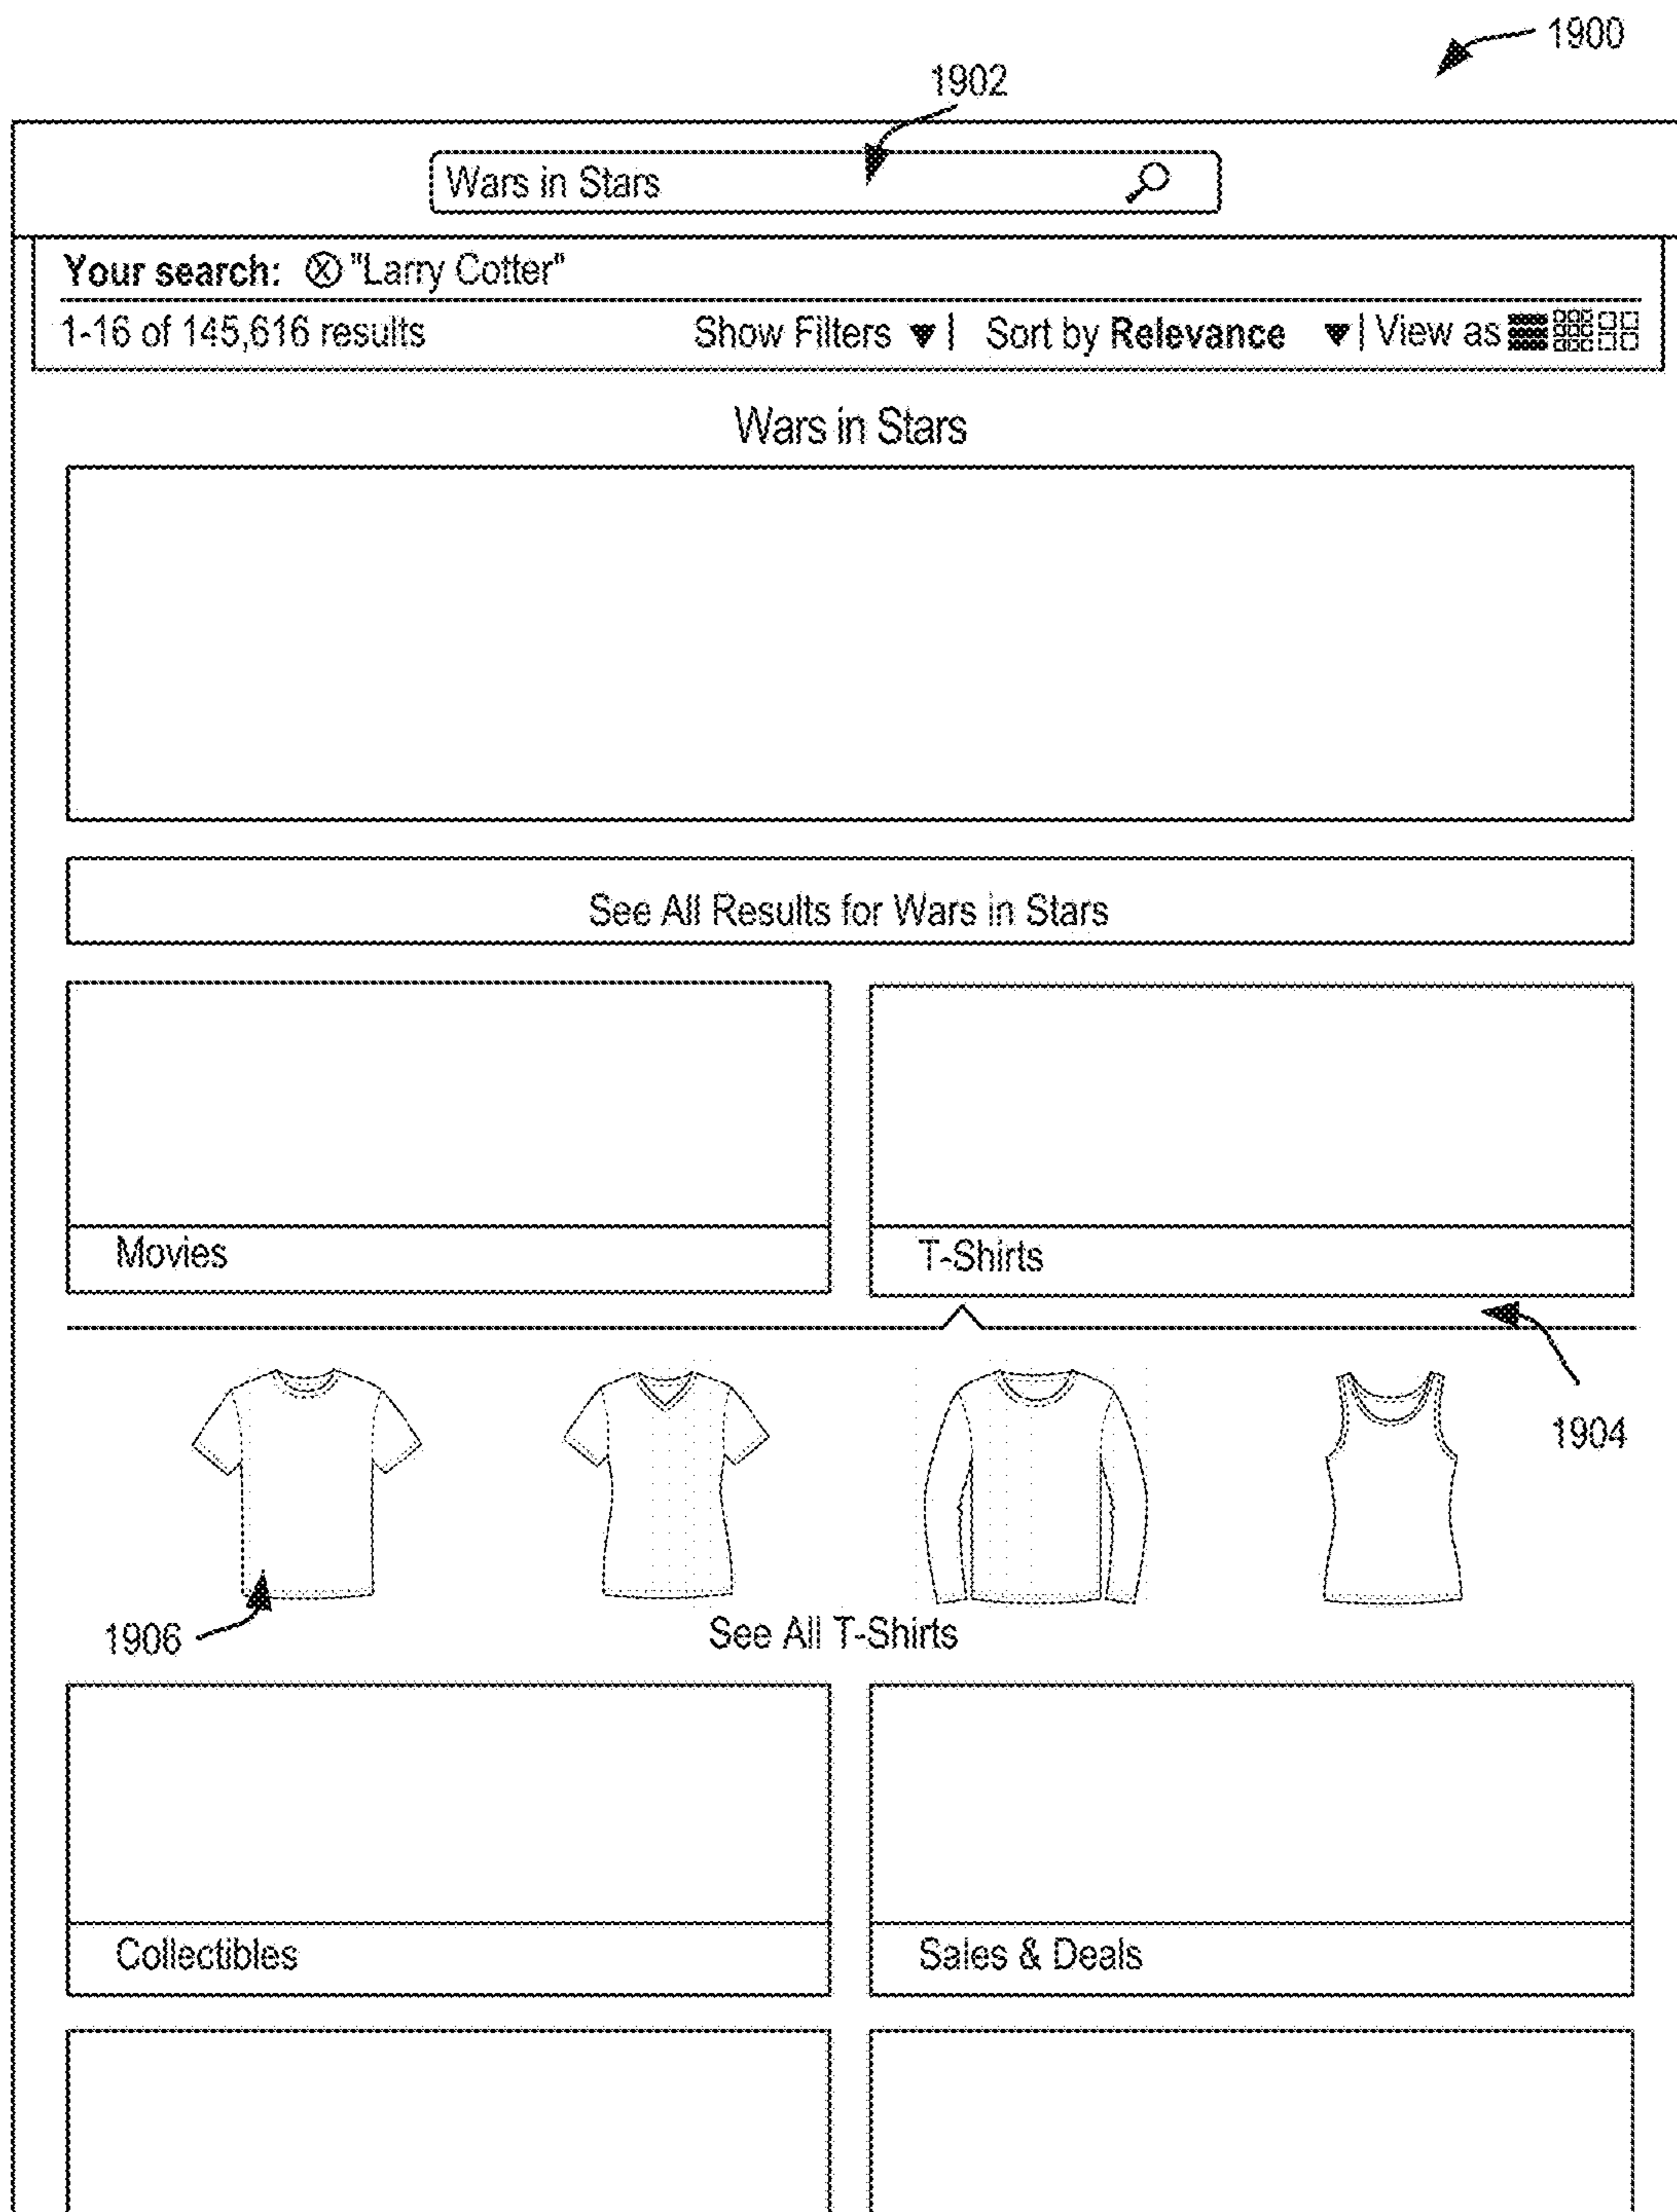 1900
1902
Wars in Stars
Your search: ⓧ "Larry Cotter"
1-16 of 145,616 results Show Filters ▼ | Sort by Relevance ▼ | View as
Wars in Stars
See All Results for Wars in Stars
Movies T-Shirts
1904
1906
See All T-Shirts
Collectibles Sales & Deals